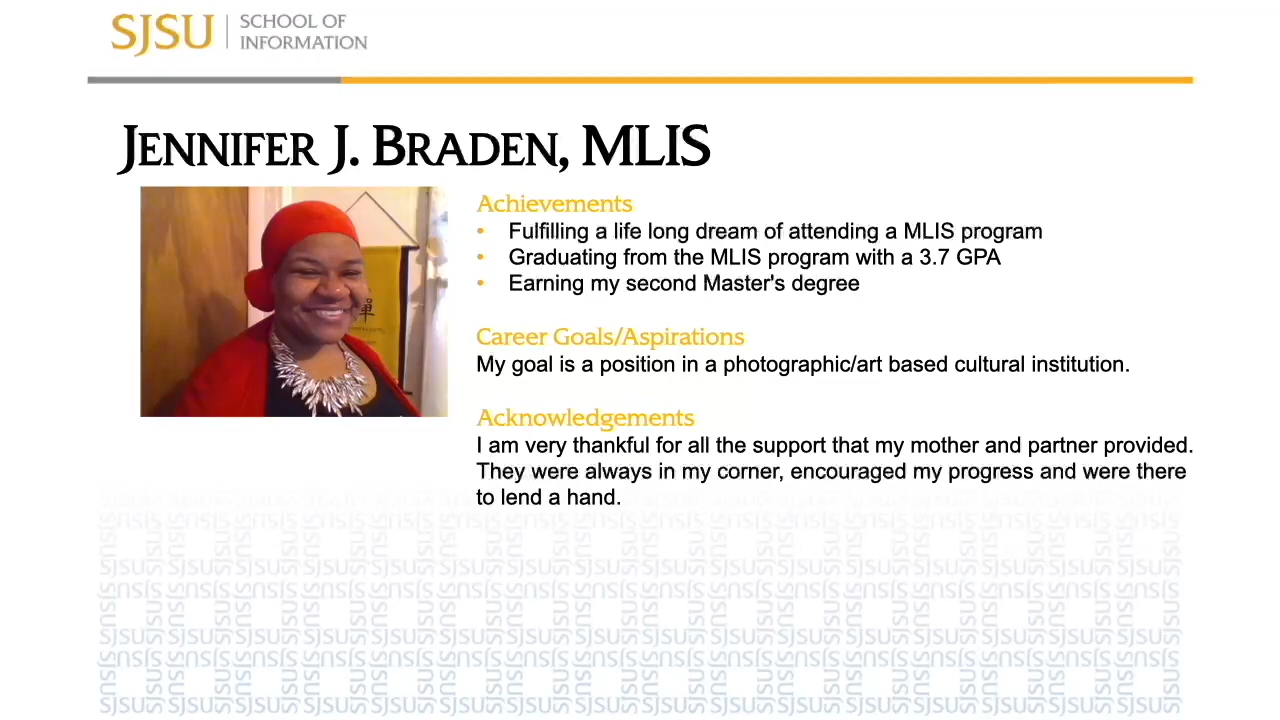 SJSU
SCHOOL OF
INFORMATION
JENNIFER J. BRADEN, MLIS
Achievements
• Fulfilling a life long dream of attending a MLIS program
• Graduating from the MLIS program with a 3.7 GPA
• Earning my second Master's degree
Career Goals/Aspirations
My goal is a position in a photographic/art based cultural institution.
Acknowledgements
I am very thankful for all the support that my mother and partner provided.
They were always in my corner, encouraged my progress and were there
to lend a hand.